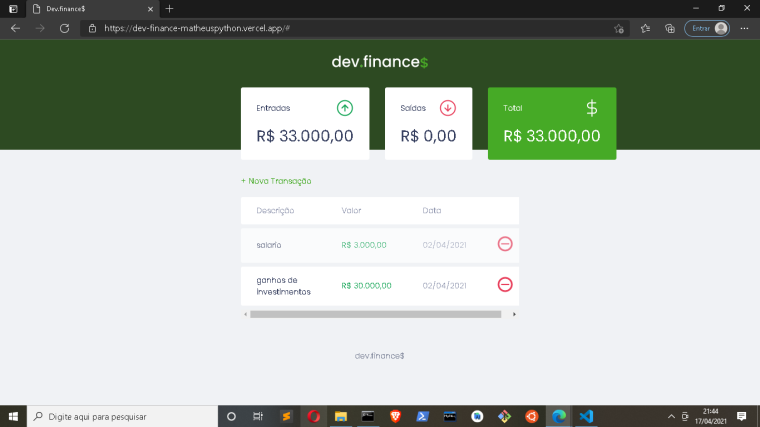 Dev.finance$
https://dev-finance-matheuspython.vercel.app/#
Entrar
dev.finance$
Entradas
R$ 33.000,00
Saídas
R$ 0,00
Total
$
R$ 33.000,00
+ Nova Transação
Descrição Valor Data
salario R$ 3.000,00 02/04/2021
ganhos de
investimentos R$ 30.000,00 02/04/2021
dev.finance$
Digite aqui para pesquisar
21:44
17/04/2021